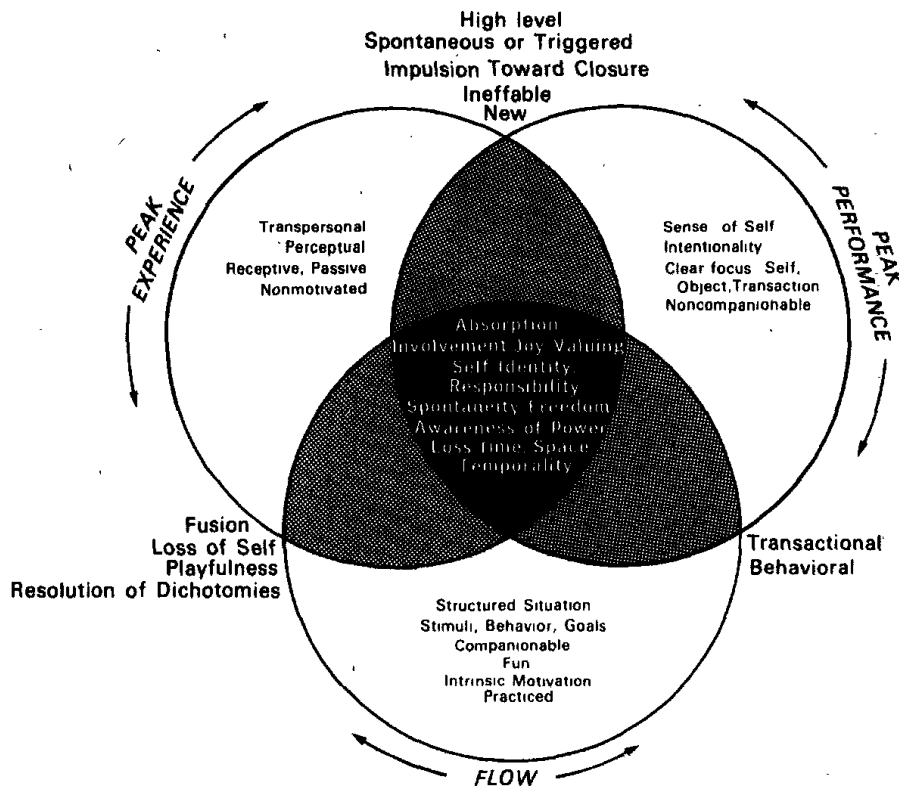 High level
Spontaneous or Triggered
Impulsion Toward Closure
Ineffable
New
PEAK
EXPERIENCE
PEAK
PERFORMANCE
Transpersonal
Perceptual
Receptive, Passive
Nonmotivated
Sense of Self
Intentionality
Clear focus Self,
Object, Transaction
Noncompanionable
Absorption
Involvement Joy Valuing
Self Identity
Responsibility
Spontaneity Freedom
Awareness of Power
Loss Time, Space
Temporality
Fusion
Loss of Self
Playfulness
Resolution of Dichotomies
Transactional
Behavioral
Structured Situation
Stimuli, Behavior, Goals
Companionable
Fun
Intrinsic Motivation
Practiced
FLOW